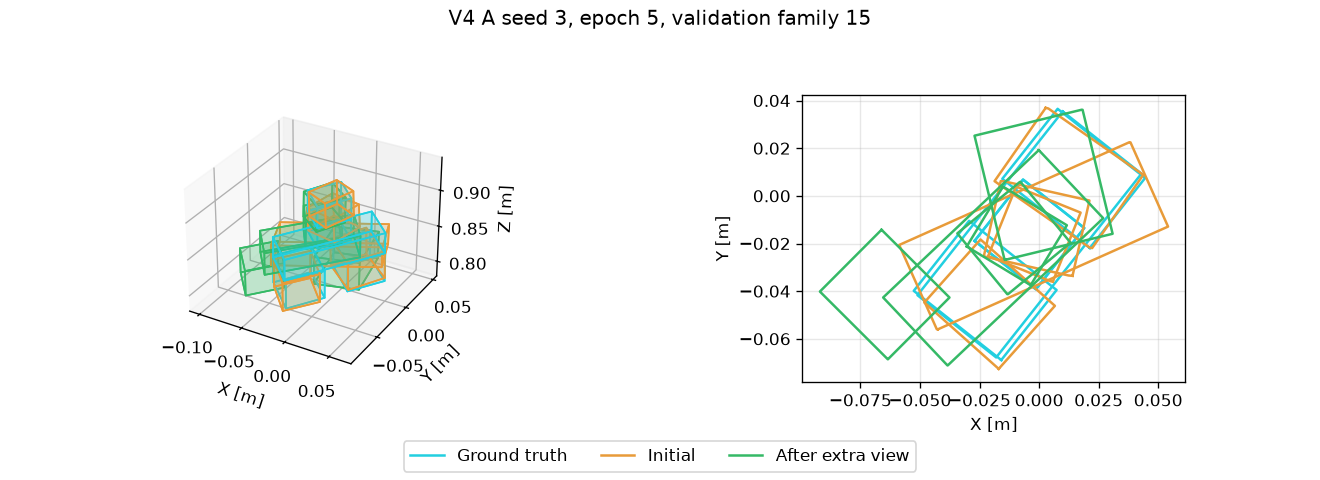 V4 A seed 3, epoch 5, validation family 15
0.90
0.85
0.80
Z [m]
0.05
0.00
−0.05
Y [m]
−0.10
−0.05
0.00
0.05
X [m]
0.04
0.02
0.00
−0.02
−0.04
−0.06
Y [m]
−0.075 −0.050 −0.025 0.000 0.025 0.050
X [m]
Ground truth Initial After extra view